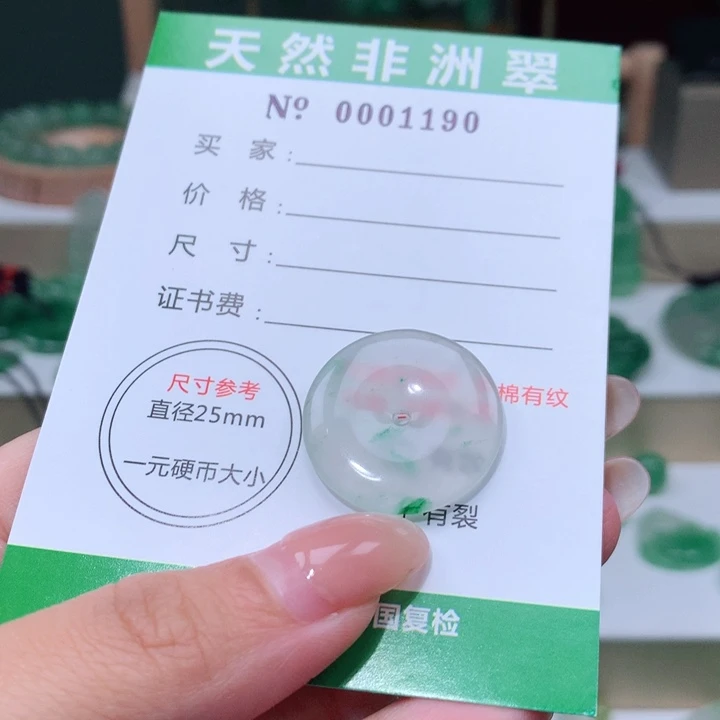 天然非洲翠
Nº 0001190
买 家:
价 格:
尺 寸:
证书费:
尺寸参考
直径25mm
一元硬币大小
棉有纹
有裂
国复检